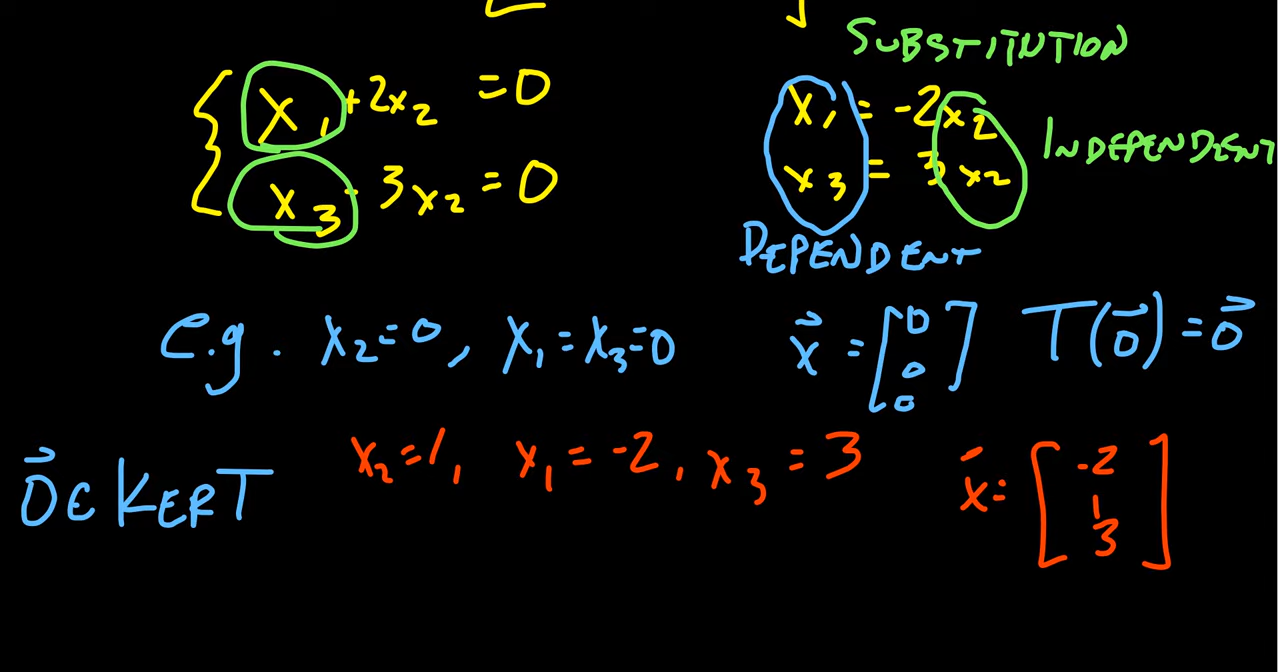 SUBSTITUTION
x₁ + 2x₂ = 0
x₁ = -2x₂
INDEPENDENT
x₃ - 3x₂ = 0
x₃ = 3x₂
DEPENDENT
e.g. x₂=0, x₁=x₃=0 x⃗ = [0 0 0] T(0⃗)=0⃗
0⃗ ∈ KERT x₂=1, x₁=-2, x₃=3 x⃗= [-2 1 3]